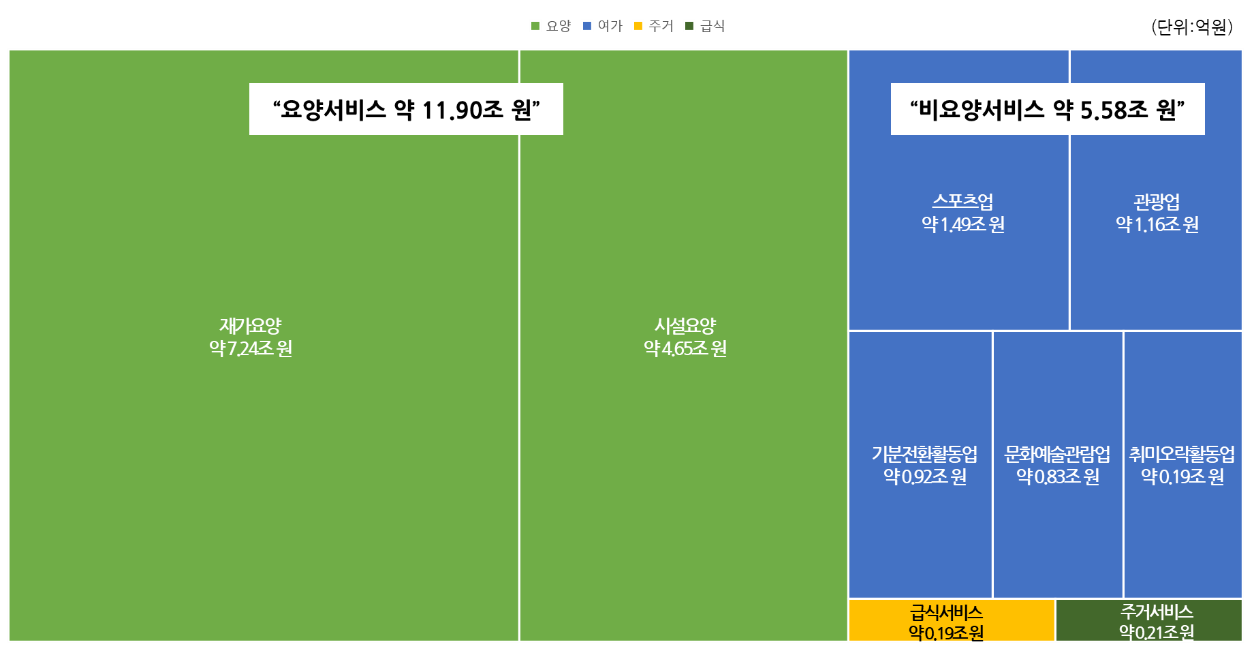 요양 여가 주거 급식
(단위:억원)
“요양서비스 약 11.90조 원”
“비요양서비스 약 5.58조 원”
재가요양
약 7.24조 원
시설요양
약 4.65조 원
스포츠업
약 1.49조 원
관광업
약 1.16조 원
기분전환활동업
약 0.92조 원
문화예술관람업
약 0.83조 원
취미오락활동업
약 0.19조 원
급식서비스
약 0.19조 원
주거서비스
약 0.21조 원